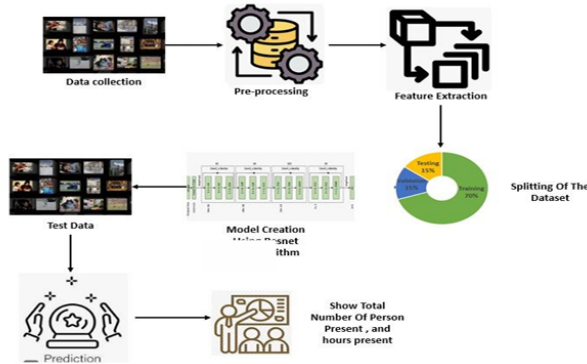 Data collection
Pre-processing
Feature Extraction
Testing
15%
Validation
15%
Training
70%
Splitting Of The
Dataset
Test Data
Model Creation
Using Resnet
Prediction
Show Total
Number Of Person
Present , and
hours present